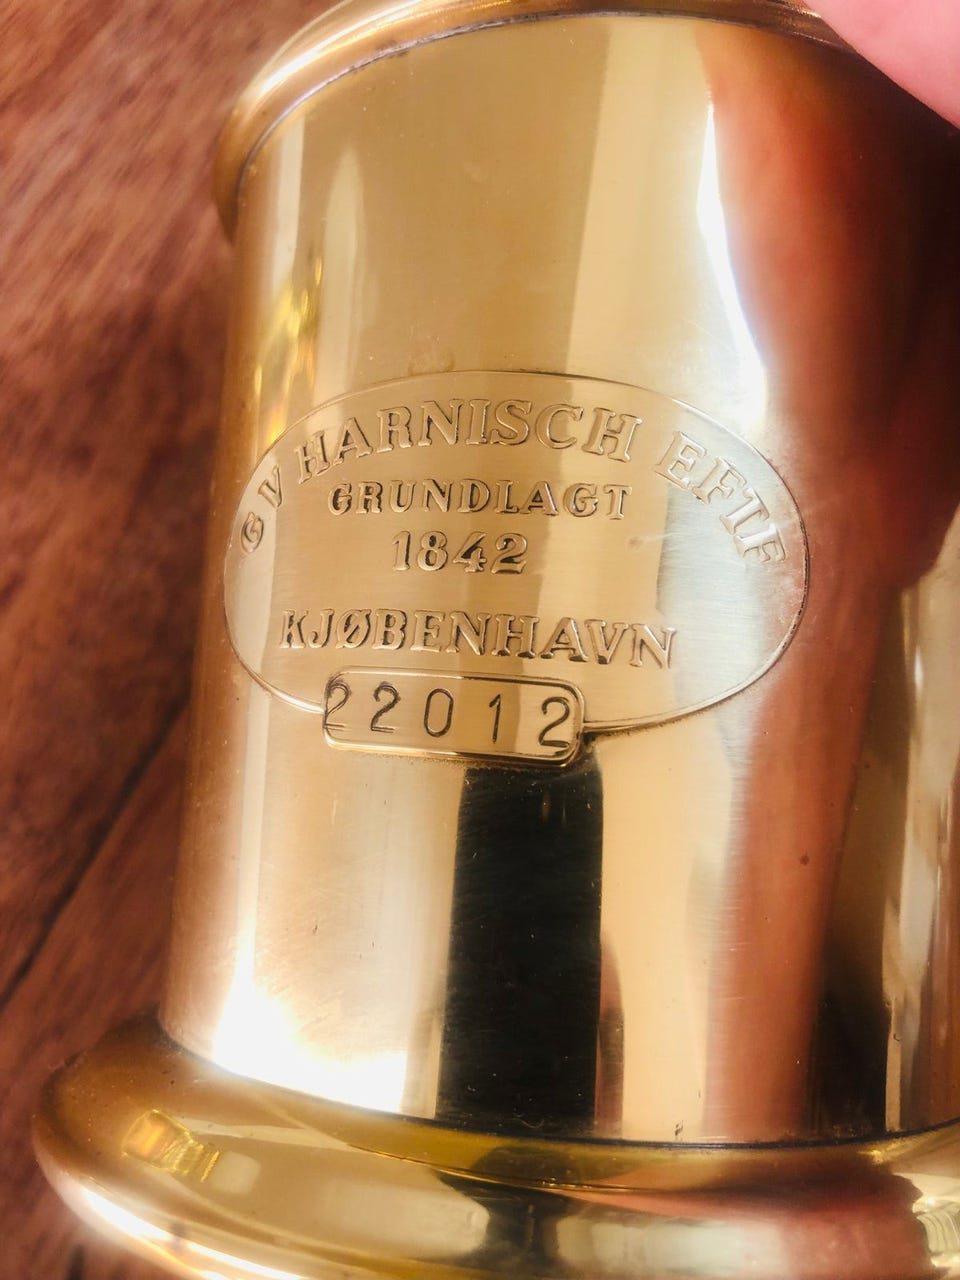 G V HARNISCH EFTF
GRUNDLAGT
1842
KJØBENHAVN
22012